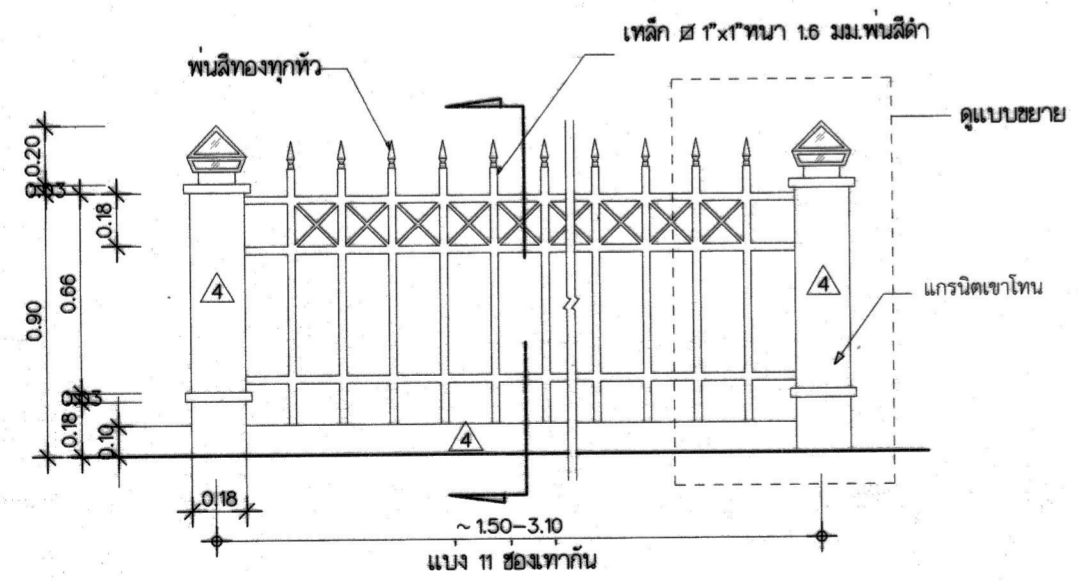 เหล็ก ⌀ 1"x1"หนา 1.6 มม.พ่นสีดำ
พ่นสีทองทุกหัว
ดูแบบขยาย
0.20
0.03
0.18
4
4
แกรนิตเขาโทน
0.66
0.90
0.03
0.18
0.10
4
0.18
~ 1.50-3.10
แบ่ง 11 ช่องเท่ากัน